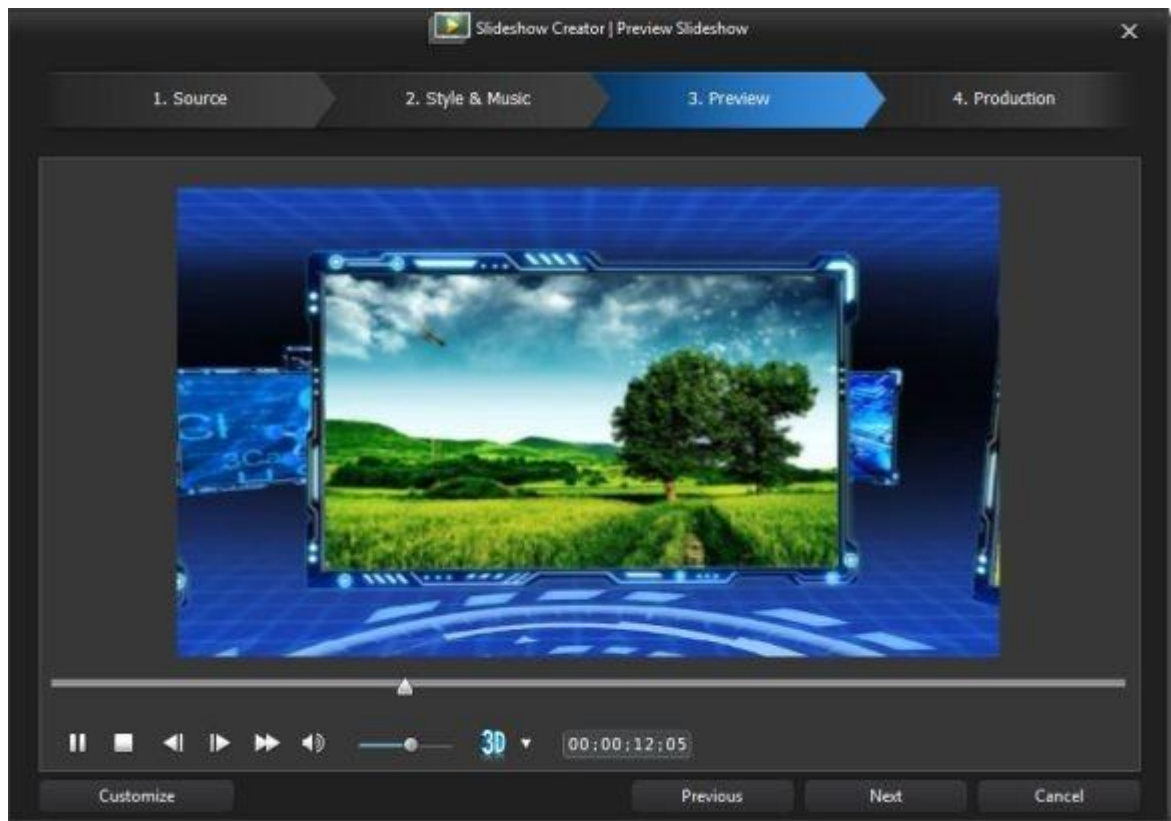 Slideshow Creator | Preview Slideshow
1. Source
2. Style & Music
3. Preview
4. Production
3D
00;00;12;05
Customize
Previous
Next
Cancel